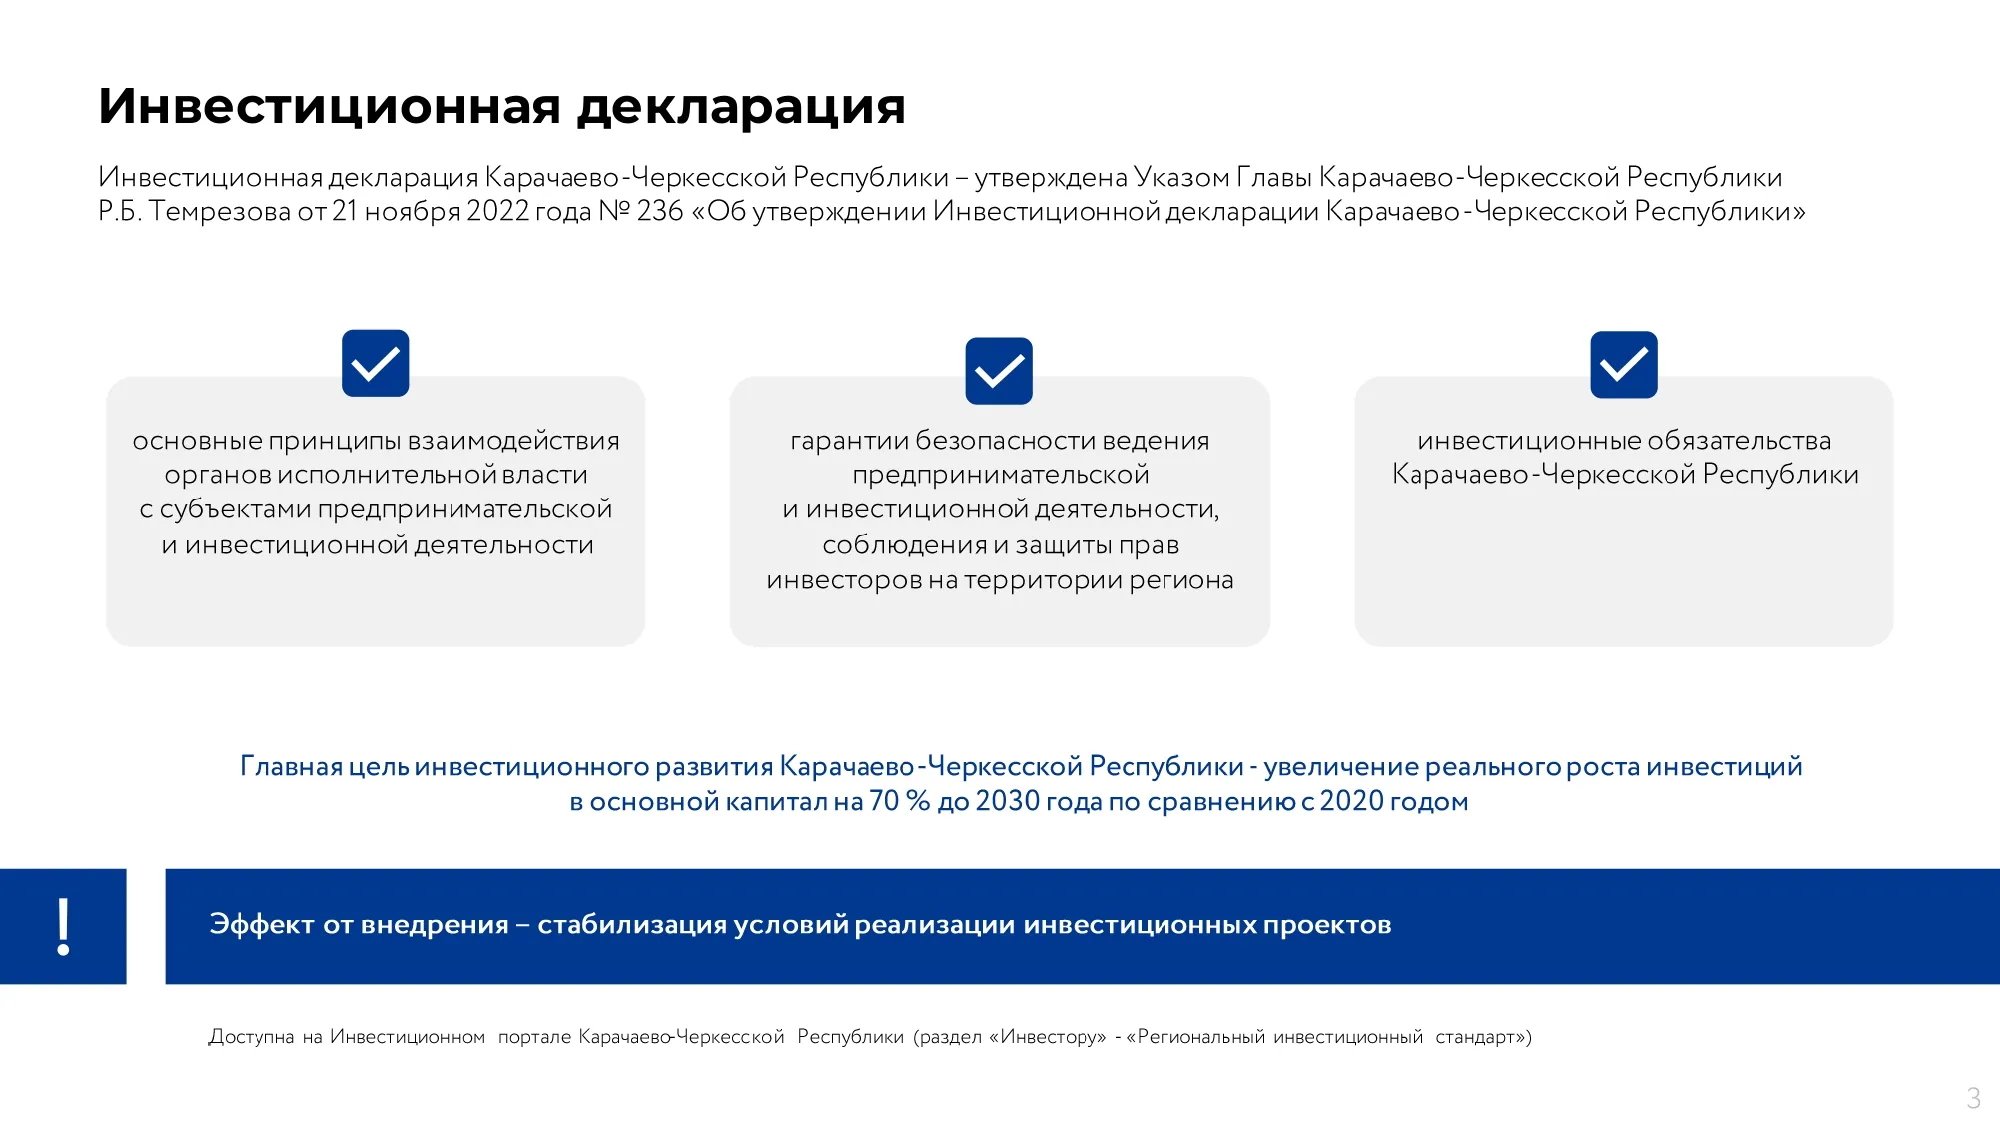 Инвестиционная декларация
Инвестиционная декларация Карачаево-Черкесской Республики – утверждена Указом Главы Карачаево-Черкесской Республики
Р.Б. Темрезова от 21 ноября 2022 года № 236 «Об утверждении Инвестиционной декларации Карачаево-Черкесской Республики»
основные принципы взаимодействия
органов исполнительной власти
с субъектами предпринимательской
и инвестиционной деятельности
гарантии безопасности ведения
предпринимательской
и инвестиционной деятельности,
соблюдения и защиты прав
инвесторов на территории региона
инвестиционные обязательства
Карачаево-Черкесской Республики
Главная цель инвестиционного развития Карачаево-Черкесской Республики - увеличение реального роста инвестиций
в основной капитал на 70 % до 2030 года по сравнению с 2020 годом
!
Эффект от внедрения – стабилизация условий реализации инвестиционных проектов
Доступна на Инвестиционном портале Карачаево-Черкесской Республики (раздел «Инвестору» - «Региональный инвестиционный стандарт»)
3